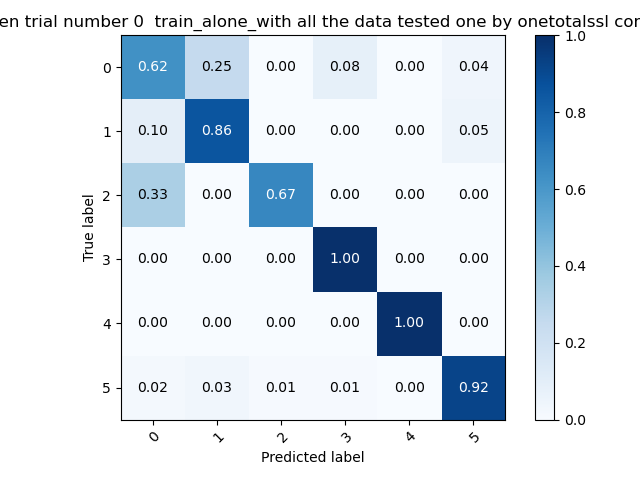 en trial number 0 train_alone_with all the data tested one by onetotalssl con
0 0.62 0.25 0.00 0.08 0.00 0.04
1 0.10 0.86 0.00 0.00 0.00 0.05
2 0.33 0.00 0.67 0.00 0.00 0.00
3 0.00 0.00 0.00 1.00 0.00 0.00
4 0.00 0.00 0.00 0.00 1.00 0.00
5 0.02 0.03 0.01 0.01 0.00 0.92
0 1 2 3 4 5
Predicted label
True label
1.0
0.8
0.6
0.4
0.2
0.0